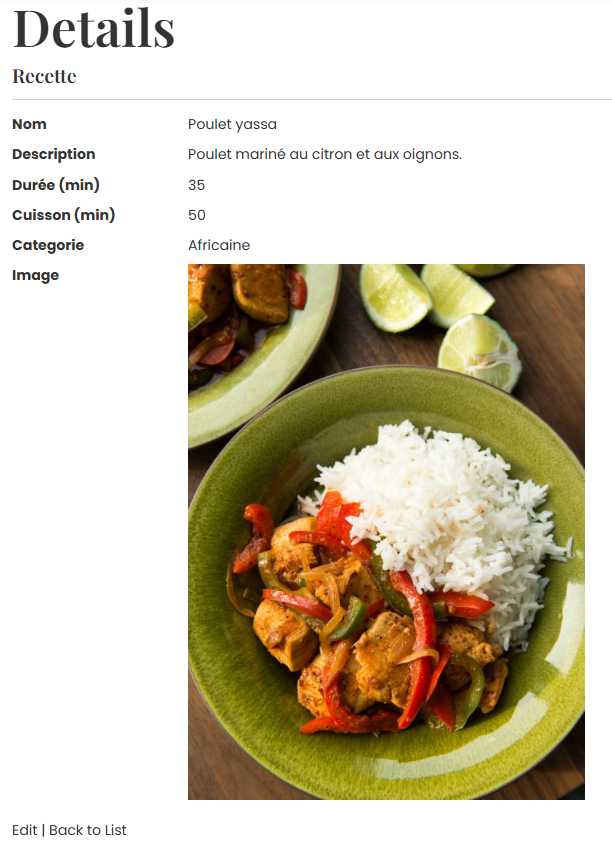 Details
Recette
Nom Poulet yassa
Description Poulet mariné au citron et aux oignons.
Durée (min) 35
Cuisson (min) 50
Categorie Africaine
Image
Edit | Back to List